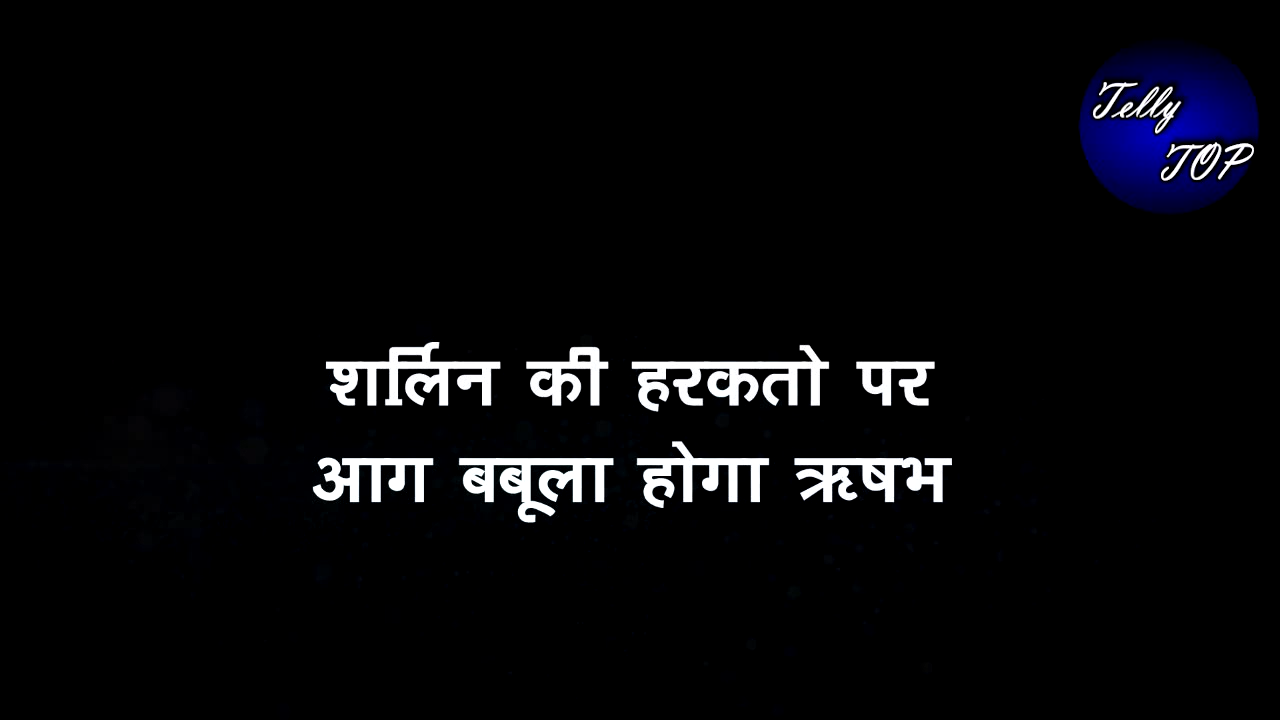 Telly
TOP
शर्लिन की हरकतो पर
आग बबूला होगा ऋषभ